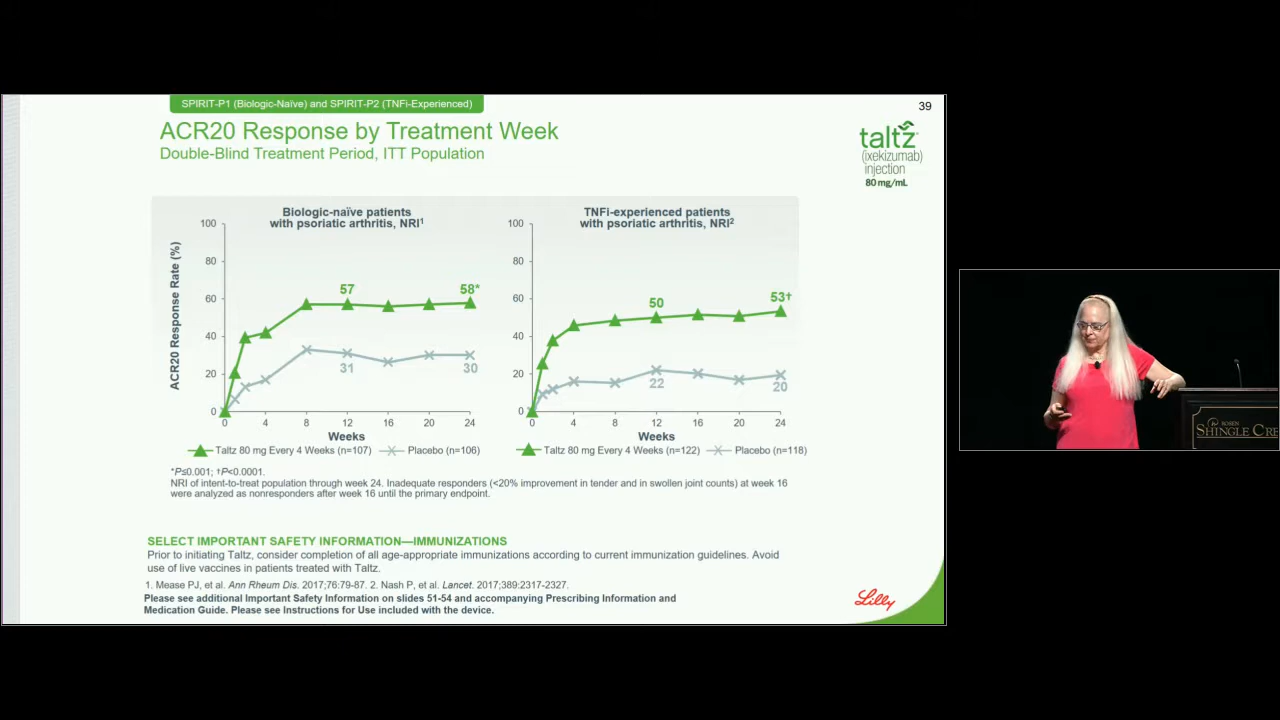 SPIRIT-P1 (Biologic-Naïve) and SPIRIT-P2 (TNFi-Experienced)
39
ACR20 Response by Treatment Week
Double-Blind Treatment Period, ITT Population
taltz
(ixekizumab)
injection
80 mg/mL
Biologic-naïve patients
with psoriatic arthritis, NRI1
ACR20 Response Rate (%)
100
80
60
40
20
0
57
58*
31
30
0 4 8 12 16 20 24
Weeks
Taltz 80 mg Every 4 Weeks (n=107) Placebo (n=106)
TNFi-experienced patients
with psoriatic arthritis, NRI2
100
80
60
40
20
0
50
53†
22
20
0 4 8 12 16 20 24
Weeks
Taltz 80 mg Every 4 Weeks (n=122) Placebo (n=118)
*P≤0.001; †P<0.0001.
NRI of intent-to-treat population through week 24. Inadequate responders (<20% improvement in tender and in swollen joint counts) at week 16
were analyzed as nonresponders after week 16 until the primary endpoint.
SELECT IMPORTANT SAFETY INFORMATION—IMMUNIZATIONS
Prior to initiating Taltz, consider completion of all age-appropriate immunizations according to current immunization guidelines. Avoid
use of live vaccines in patients treated with Taltz.
1. Mease PJ, et al. Ann Rheum Dis. 2017;76:79-87. 2. Nash P, et al. Lancet. 2017;389:2317-2327.
Please see additional Important Safety Information on slides 51-54 and accompanying Prescribing Information and
Medication Guide. Please see Instructions for Use included with the device.
Lilly
ROSEN
SHINGLE CRE